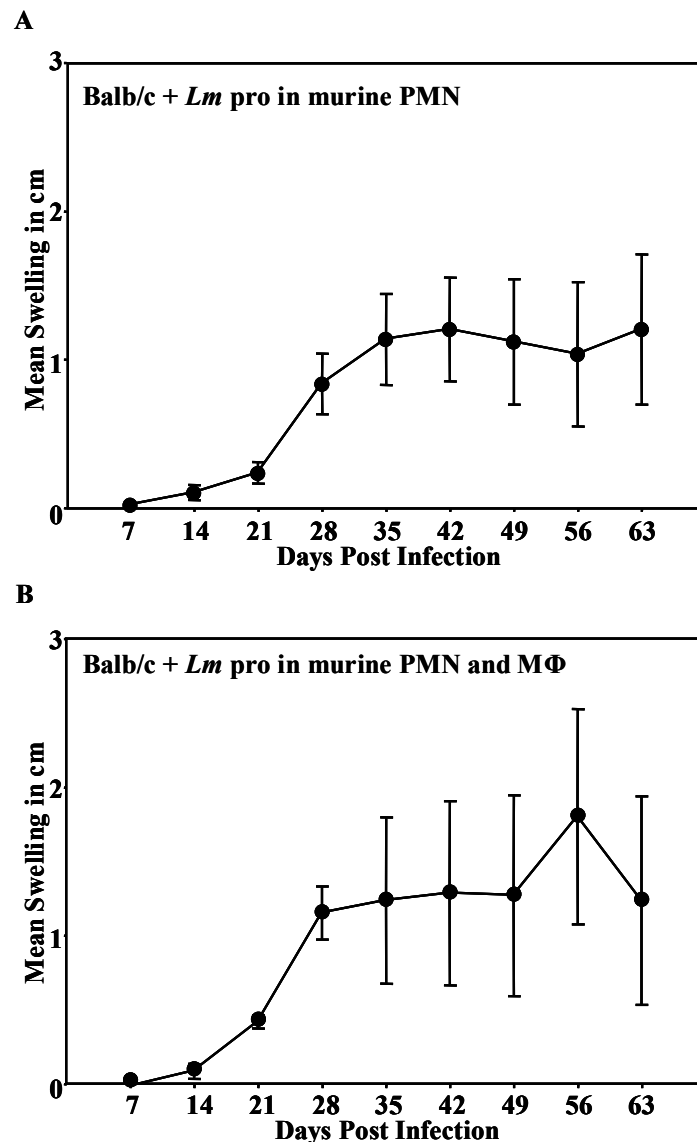 A
3
Balb/c + Lm pro in murine PMN
2
1
0
Mean Swelling in cm
7 14 21 28 35 42 49 56 63
Days Post Infection
B
3
Balb/c + Lm pro in murine PMN and MΦ
2
1
0
Mean Swelling in cm
7 14 21 28 35 42 49 56 63
Days Post Infection